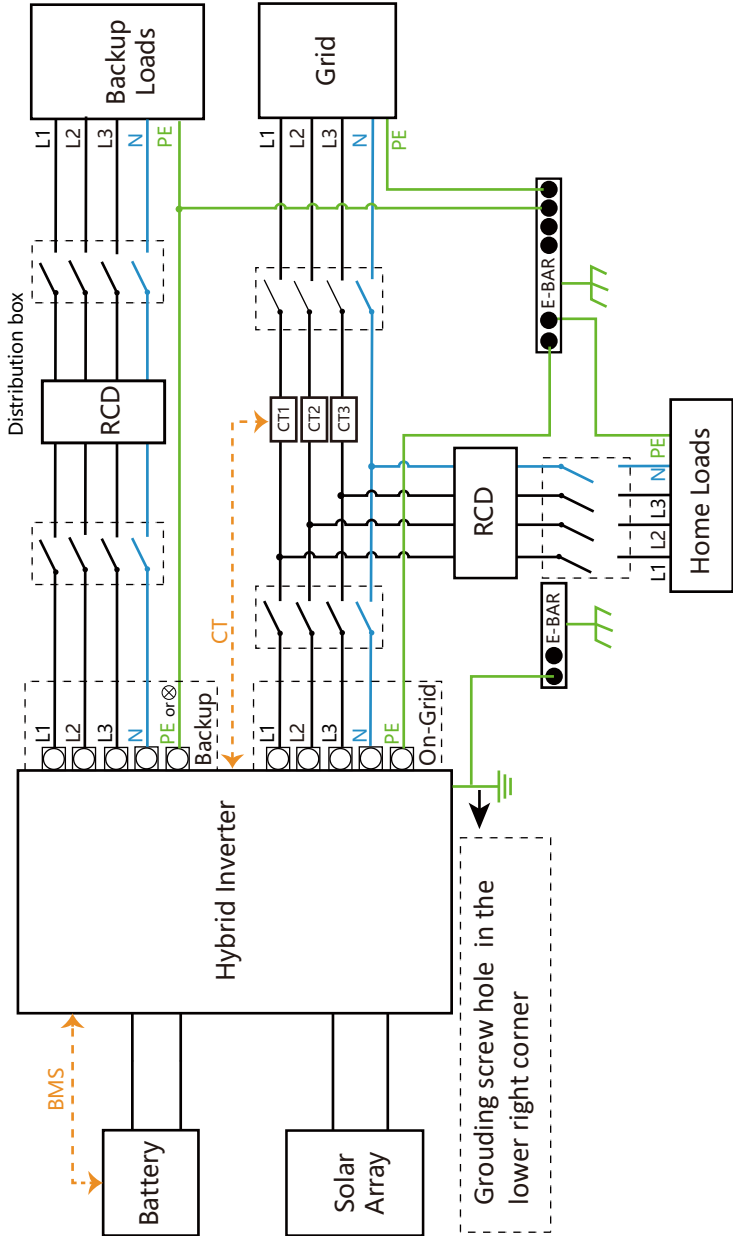 Distribution box
BMS
Battery
Solar
Array
Hybrid Inverter
L1
L2
L3
N
PE or
Backup
RCD
L1
L2
L3
N
PE
Backup
Loads
CT
L1
L2
L3
N
PE
On-Grid
CT1
CT2
CT3
L1
L2
L3
N
PE
Grid
RCD
E-BAR
E-BAR
L1
L2
L3
N
PE
Home Loads
Grouding screw hole in the
lower right corner